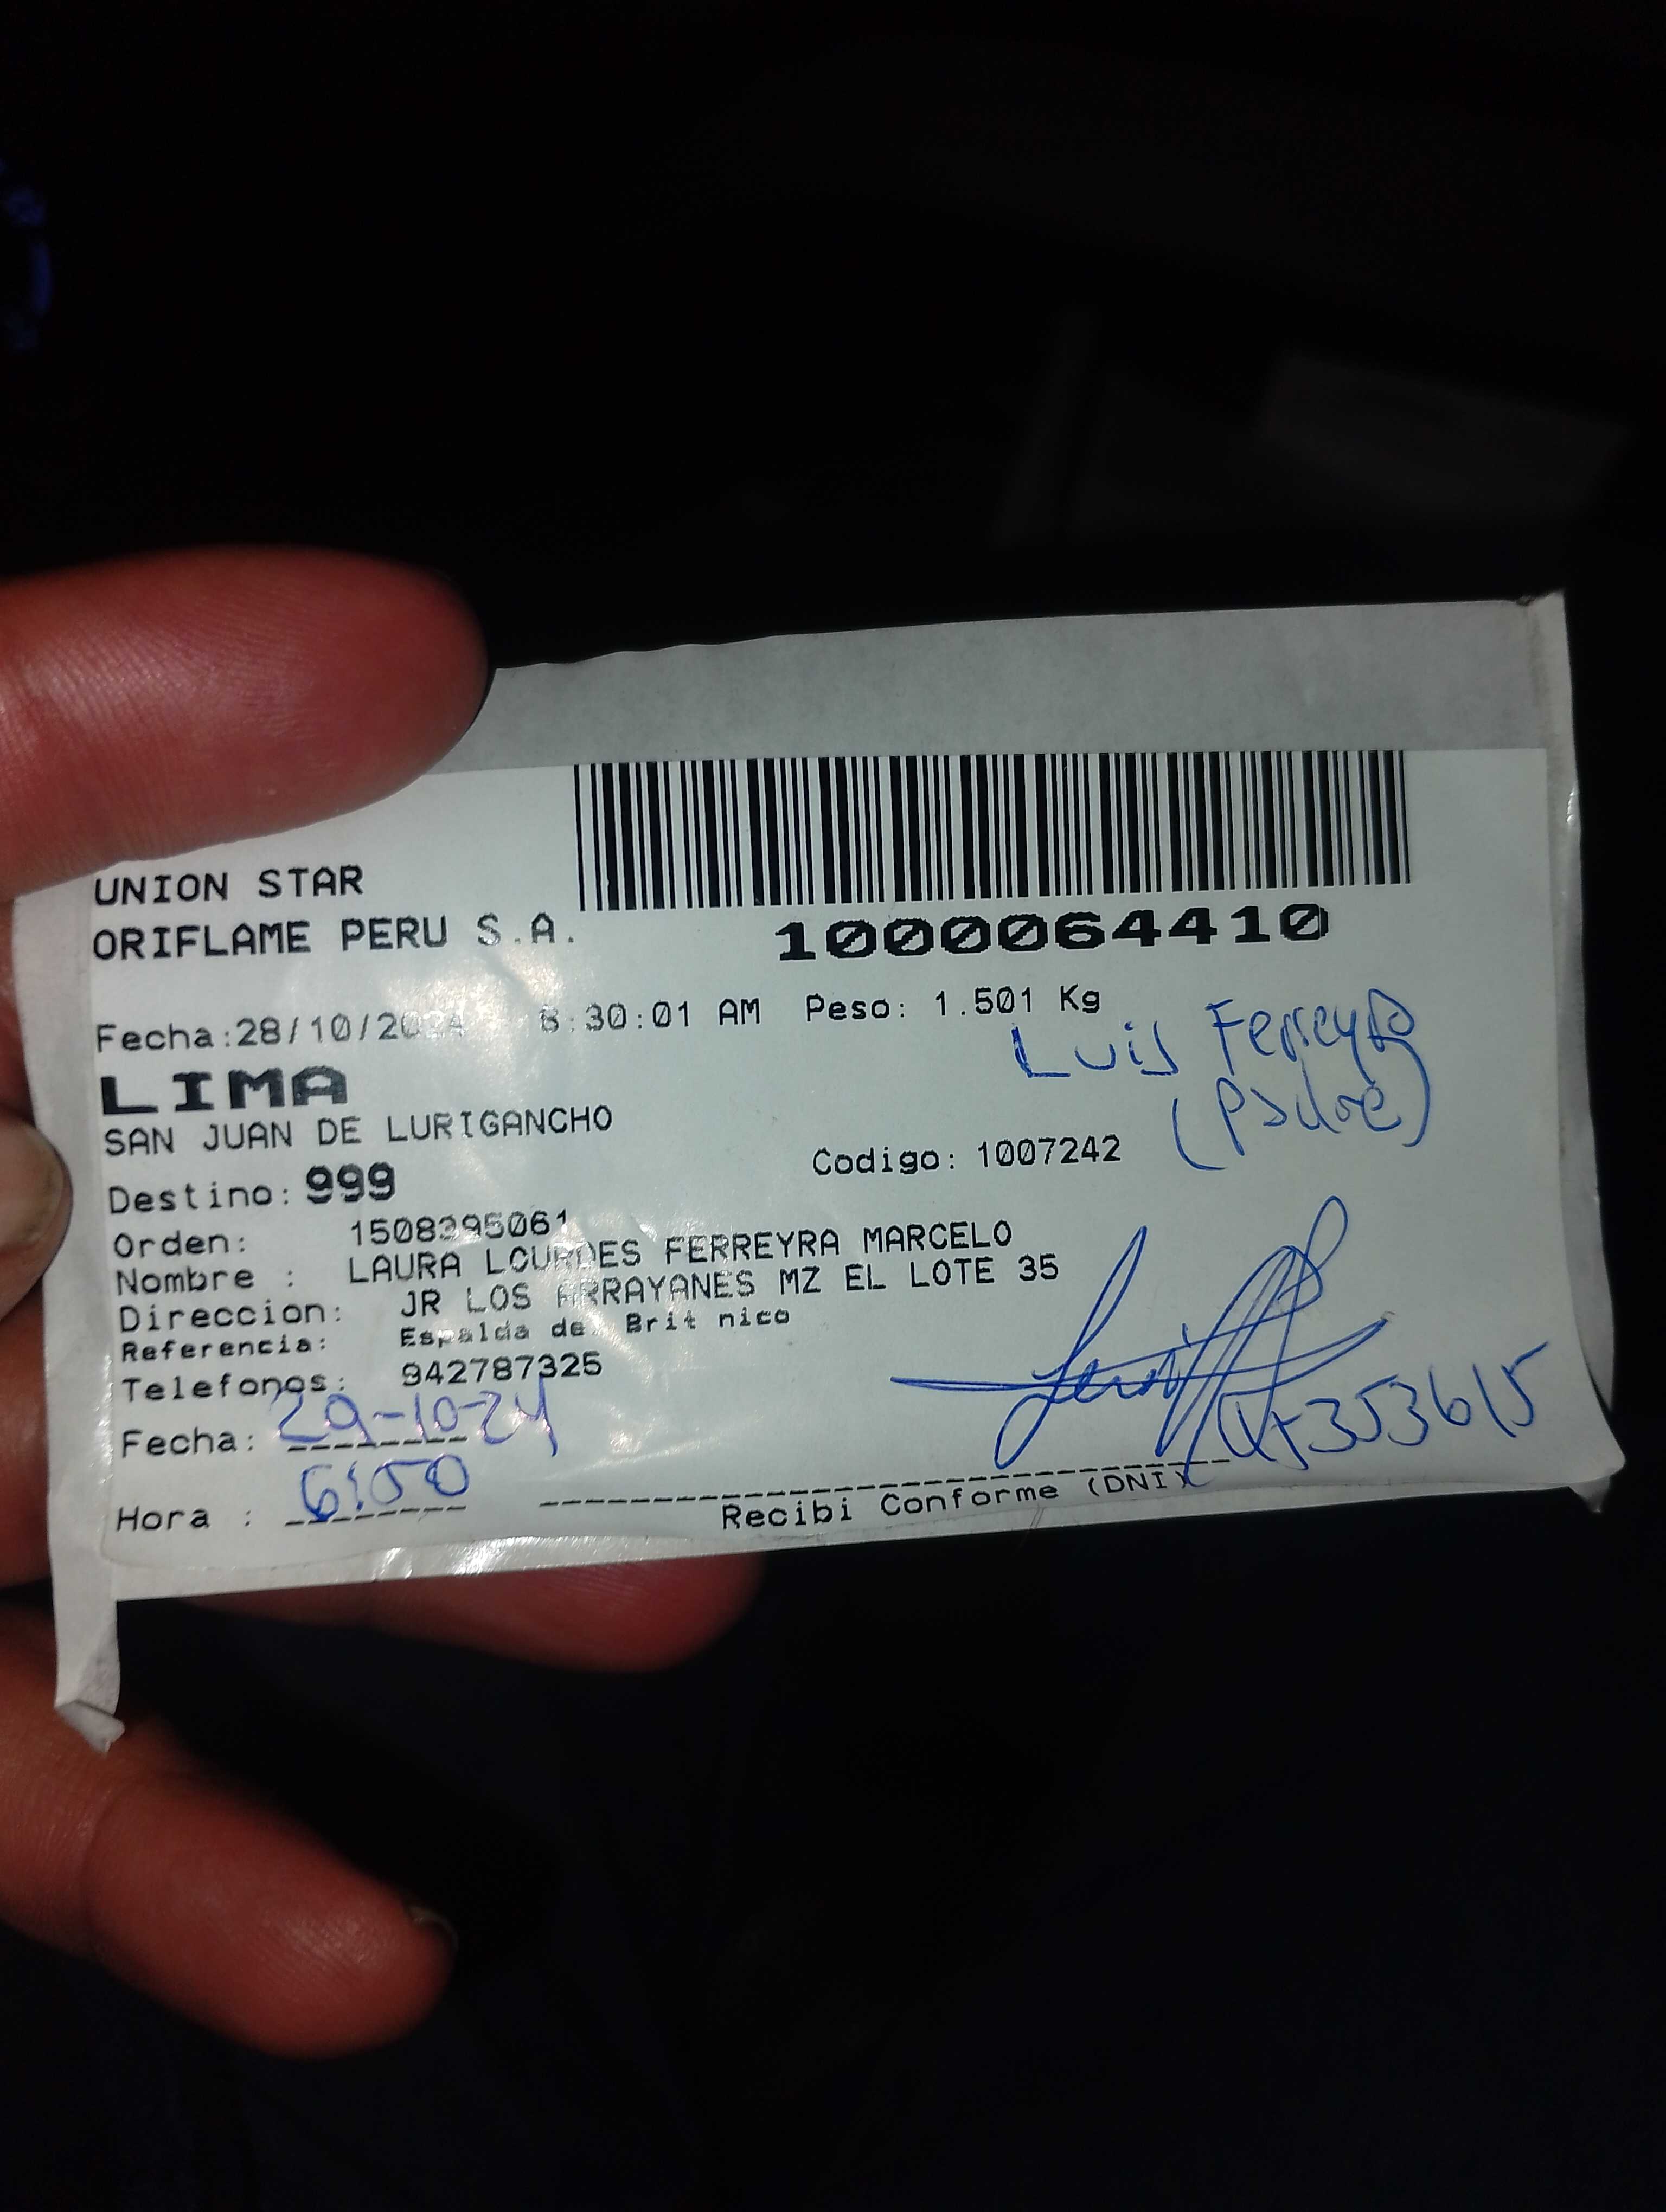 UNION STAR
ORIFLAME PERU S.A.
1000064410
Fecha:28/10/2024 8:30:01 AM Peso: 1.501 Kg
Luis Ferreyra
(Padre)
LIMA
SAN JUAN DE LURIGANCHO
Codigo: 1007242
Destino: 999
Orden: 1508395061
Nombre : LAURA LOURDES FERREYRA MARCELO
Direccion: JR LOS ARRAYANES MZ EL LOTE 35
Referencia: Espalda de Brit nico
Telefonos: 942787325
Fecha: 29-10-24
Hora : 6:50
Recibi Conforme (DNI)